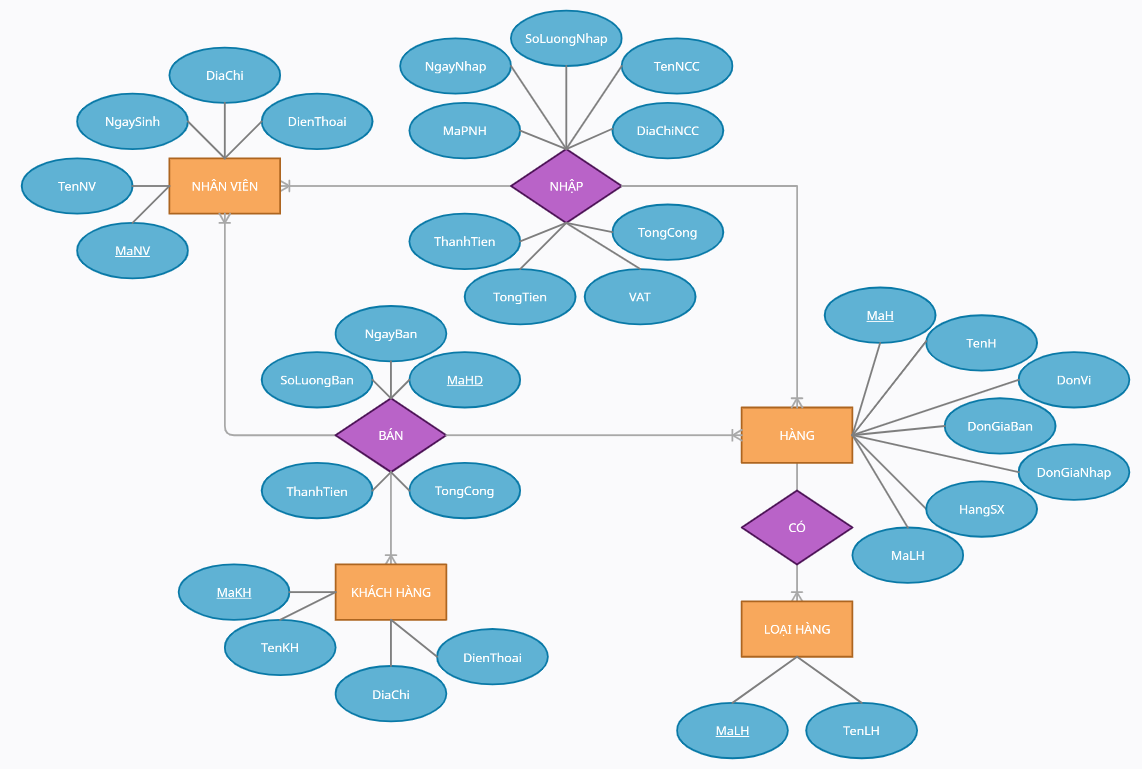 SoLuongNhap
NgayNhap
TenNCC
DiaChi
NgaySinh
DienThoai
MaPNH
DiaChiNCC
TenNV
NHÂN VIÊN
NHẬP
MaNV
ThanhTien
TongCong
TongTien
VAT
MaH
NgayBan
TenH
SoLuongBan
MaHD
DonVi
DonGiaBan
BÁN
HÀNG
DonGiaNhap
ThanhTien
TongCong
HangSX
CÓ
MaLH
MaKH
KHÁCH HÀNG
LOẠI HÀNG
TenKH
DienThoai
DiaChi
MaLH
TenLH